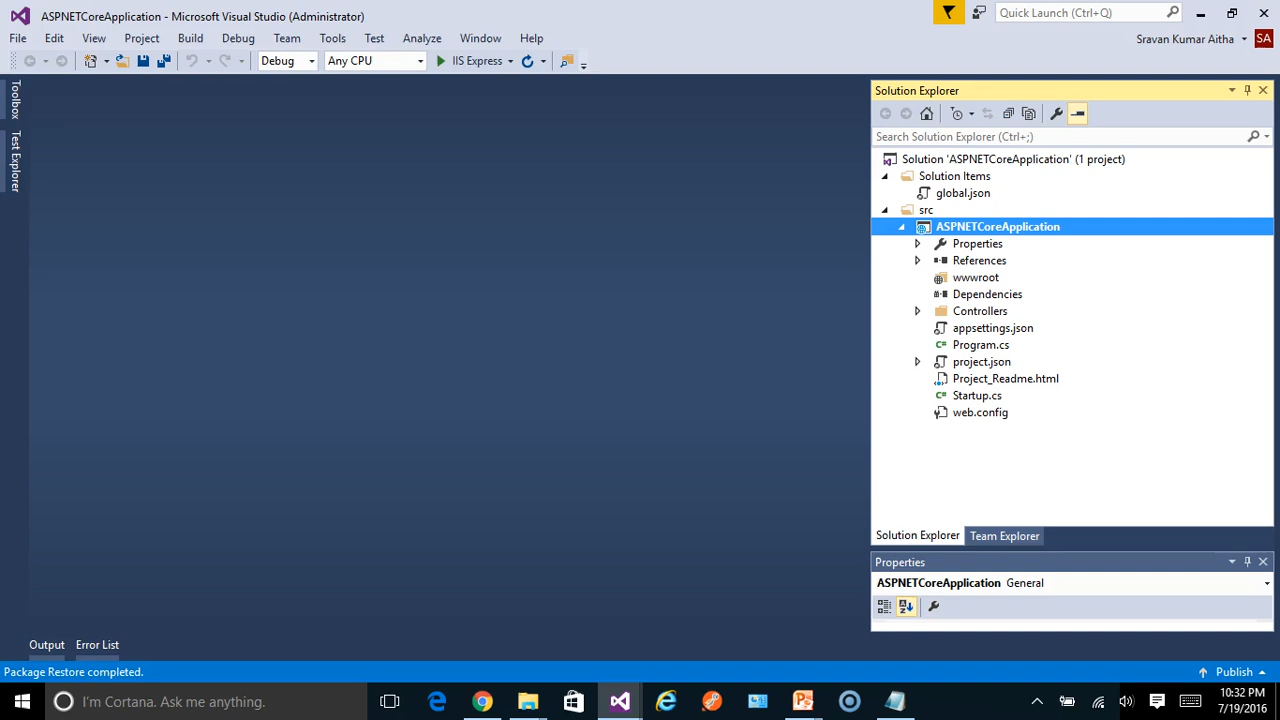 ASPNETCoreApplication - Microsoft Visual Studio (Administrator)
Quick Launch (Ctrl+Q)
File Edit View Project Build Debug Team Tools Test Analyze Window Help
Sravan Kumar Aitha SA
Debug Any CPU IIS Express
Toolbox
Test Explorer
Solution Explorer
Search Solution Explorer (Ctrl+;)
Solution 'ASPNETCoreApplication' (1 project)
Solution Items
global.json
src
ASPNETCoreApplication
Properties
References
wwwroot
Dependencies
Controllers
appsettings.json
C# Program.cs
project.json
Project_Readme.html
C# Startup.cs
web.config
Solution Explorer Team Explorer
Properties
ASPNETCoreApplication General
Output Error List
Package Restore completed.
Publish
I'm Cortana. Ask me anything.
10:32 PM
7/19/2016